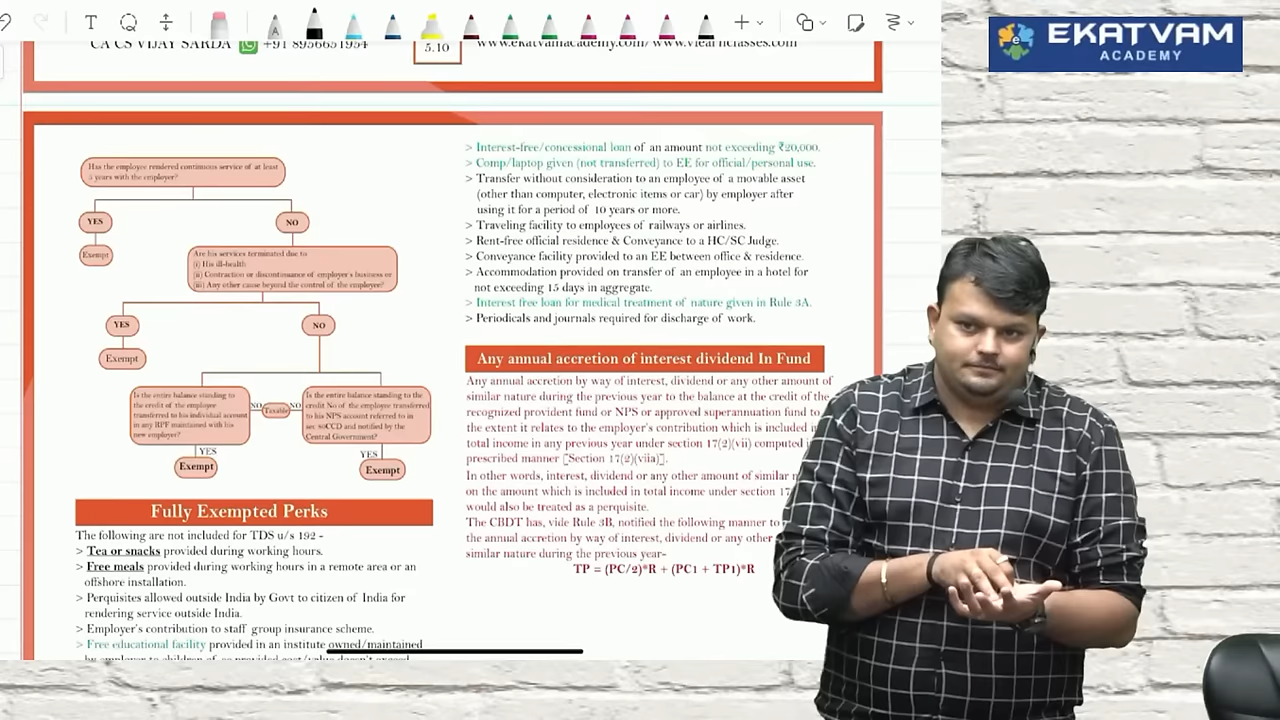 EKATVAM
ACADEMY
CA CS VIJAY SARDA +91 8956651954
5.10
www.ekatvamacademy.com/ www.vlearnclasses.com
Has the employee rendered continuous service of at least
5 years with the employer?
YES
NO
Exempt
Are his services terminated due to
(i) His ill-health
(ii) Contraction or discontinuance of employer's business or
(iii) Any other cause beyond the control of the employee?
YES
NO
Exempt
Is the entire balance standing to
the credit of the employee
transferred to his individual account
in any RPF maintained with his
new employer?
NO
Taxable
NO
Is the entire balance standing to the
credit No of the employee transferred
to his NPS account referred to in
sec 80CCD and notified by the
Central Government?
YES
Exempt
YES
Exempt
Fully Exempted Perks
The following are not included for TDS u/s 192 -
> Tea or snacks provided during working hours.
> Free meals provided during working hours in a remote area or an
offshore installation.
> Perquisites allowed outside India by Govt to citizen of India for
rendering service outside India.
> Employer's contribution to staff group insurance scheme.
> Free educational facility provided in an institute owned/maintained
by employer to children of
> Interest-free/concessional loan of an amount not exceeding ₹20,000.
> Comp/laptop given (not transferred) to EE for official/personal use.
> Transfer without consideration to an employee of a movable asset
(other than computer, electronic items or car) by employer after
using it for a period of 10 years or more.
> Traveling facility to employees of railways or airlines.
> Rent-free official residence & Conveyance to a HC/SC Judge.
> Conveyance facility provided to an EE between office & residence.
> Accommodation provided on transfer of an employee in a hotel for
not exceeding 15 days in aggregate.
> Interest free loan for medical treatment of nature given in Rule 3A.
> Periodicals and journals required for discharge of work.
Any annual accretion of interest dividend In Fund
Any annual accretion by way of interest, dividend or any other amount of
similar nature during the previous year to the balance at the credit of the
recognized provident fund or NPS or approved superannuation fund to
the extent it relates to the employer's contribution which is included
total income in any previous year under section 17(2)(vii) computed
prescribed manner [Section 17(2)(viia)].
In other words, interest, dividend or any other amount of similar
on the amount which is included in total income under section 17
would also be treated as a perquisite.
The CBDT has, vide Rule 3B, notified the following manner to
the annual accretion by way of interest, dividend or any other
similar nature during the previous year-
TP = (PC/2)*R + (PC1 + TP1)*R